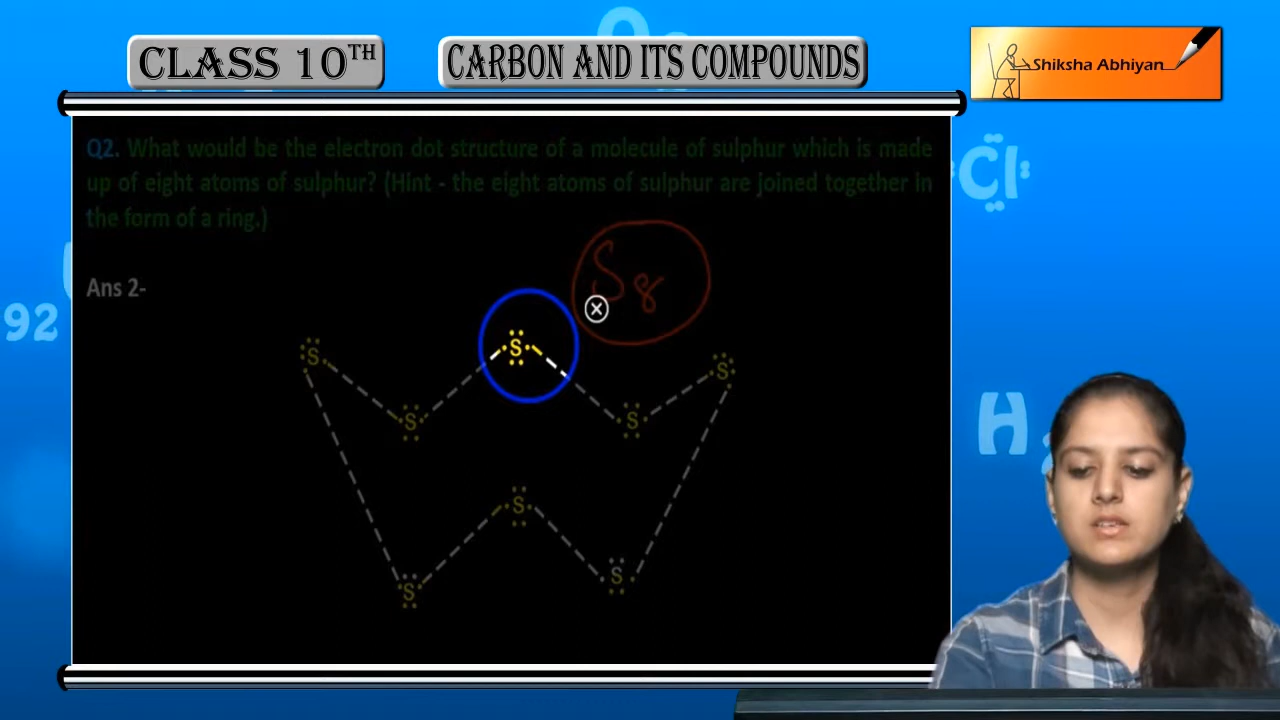 CLASS 10TH
CARBON AND ITS COMPOUNDS
Shiksha Abhiyan
Q2. What would be the electron dot structure of a molecule of sulphur which is made
up of eight atoms of sulphur? (Hint - the eight atoms of sulphur are joined together in
the form of a ring.)
Ans 2-
S8
S
S
S
S
S
S
S
S
Cl
92
H